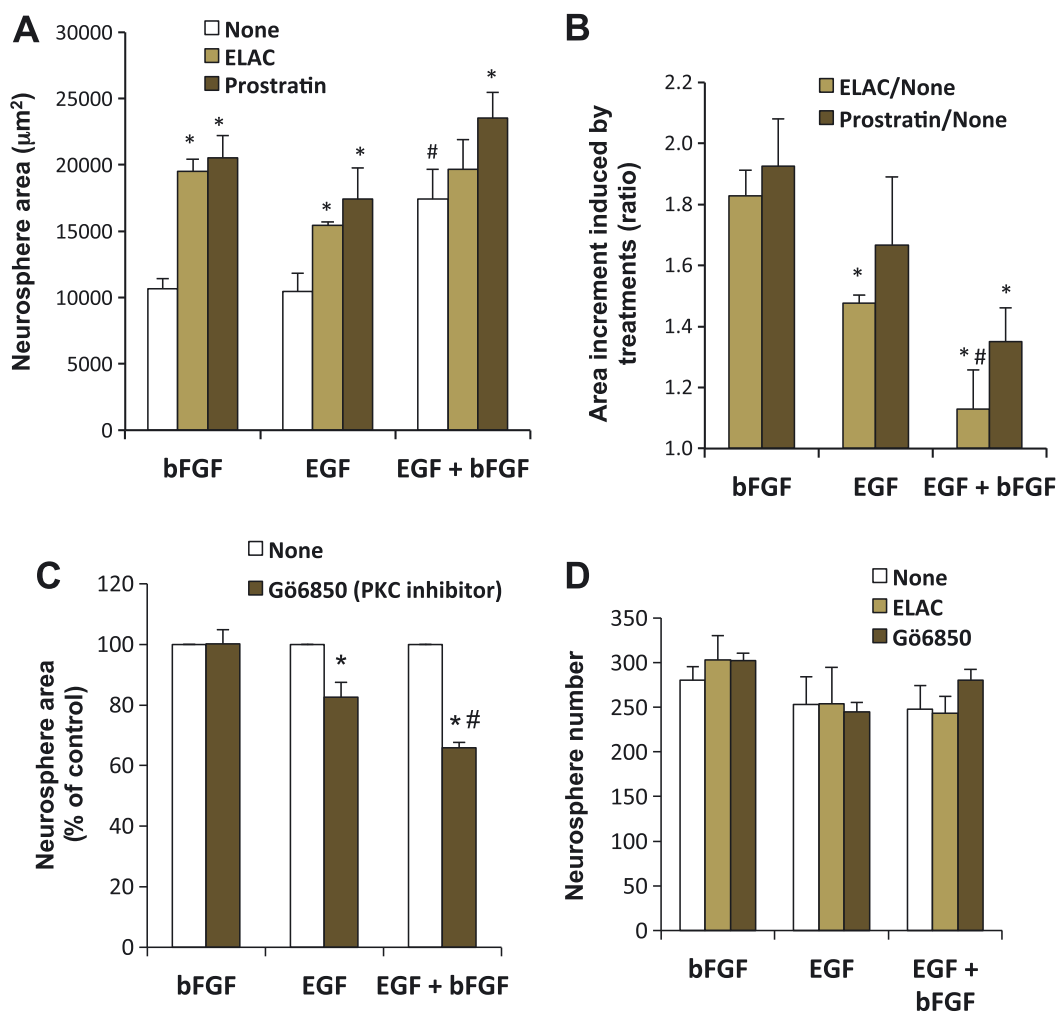 A
None
ELAC
Prostratin
Neurosphere area (µm²)
30000
25000
20000
15000
10000
5000
0
* *
* *
# *
bFGF EGF EGF + bFGF
B
ELAC/None
Prostratin/None
Area increment induced by
treatments (ratio)
2.2
2.0
1.8
1.6
1.4
1.2
1.0
*
* # *
bFGF EGF EGF + bFGF
C
None
Gö6850 (PKC inhibitor)
Neurosphere area
(% of control)
120
100
80
60
40
20
0
*
* #
bFGF EGF EGF + bFGF
D
None
ELAC
Gö6850
Neurosphere number
350
300
250
200
150
100
50
0
bFGF EGF EGF +
bFGF